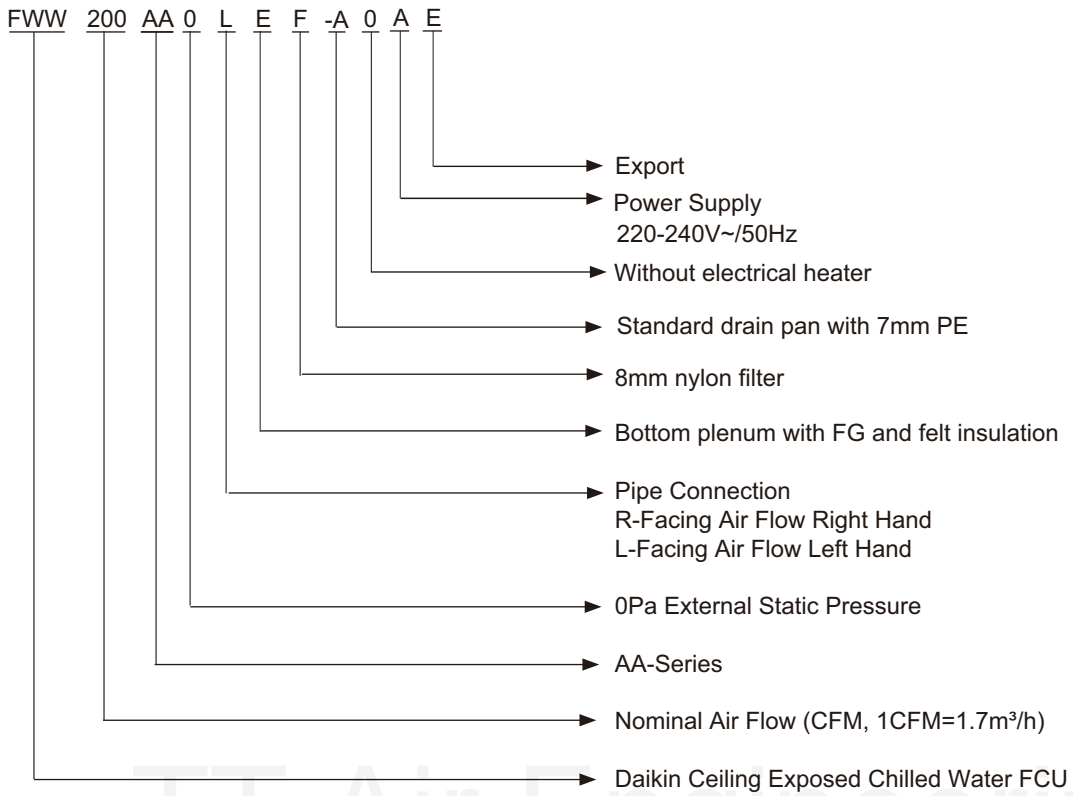 FWW 200 AA 0 L E F -A 0 A E
Export
Power Supply
220-240V~/50Hz
Without electrical heater
Standard drain pan with 7mm PE
8mm nylon filter
Bottom plenum with FG and felt insulation
Pipe Connection
R-Facing Air Flow Right Hand
L-Facing Air Flow Left Hand
0Pa External Static Pressure
AA-Series
Nominal Air Flow (CFM, 1CFM=1.7m³/h)
Daikin Ceiling Exposed Chilled Water FCU